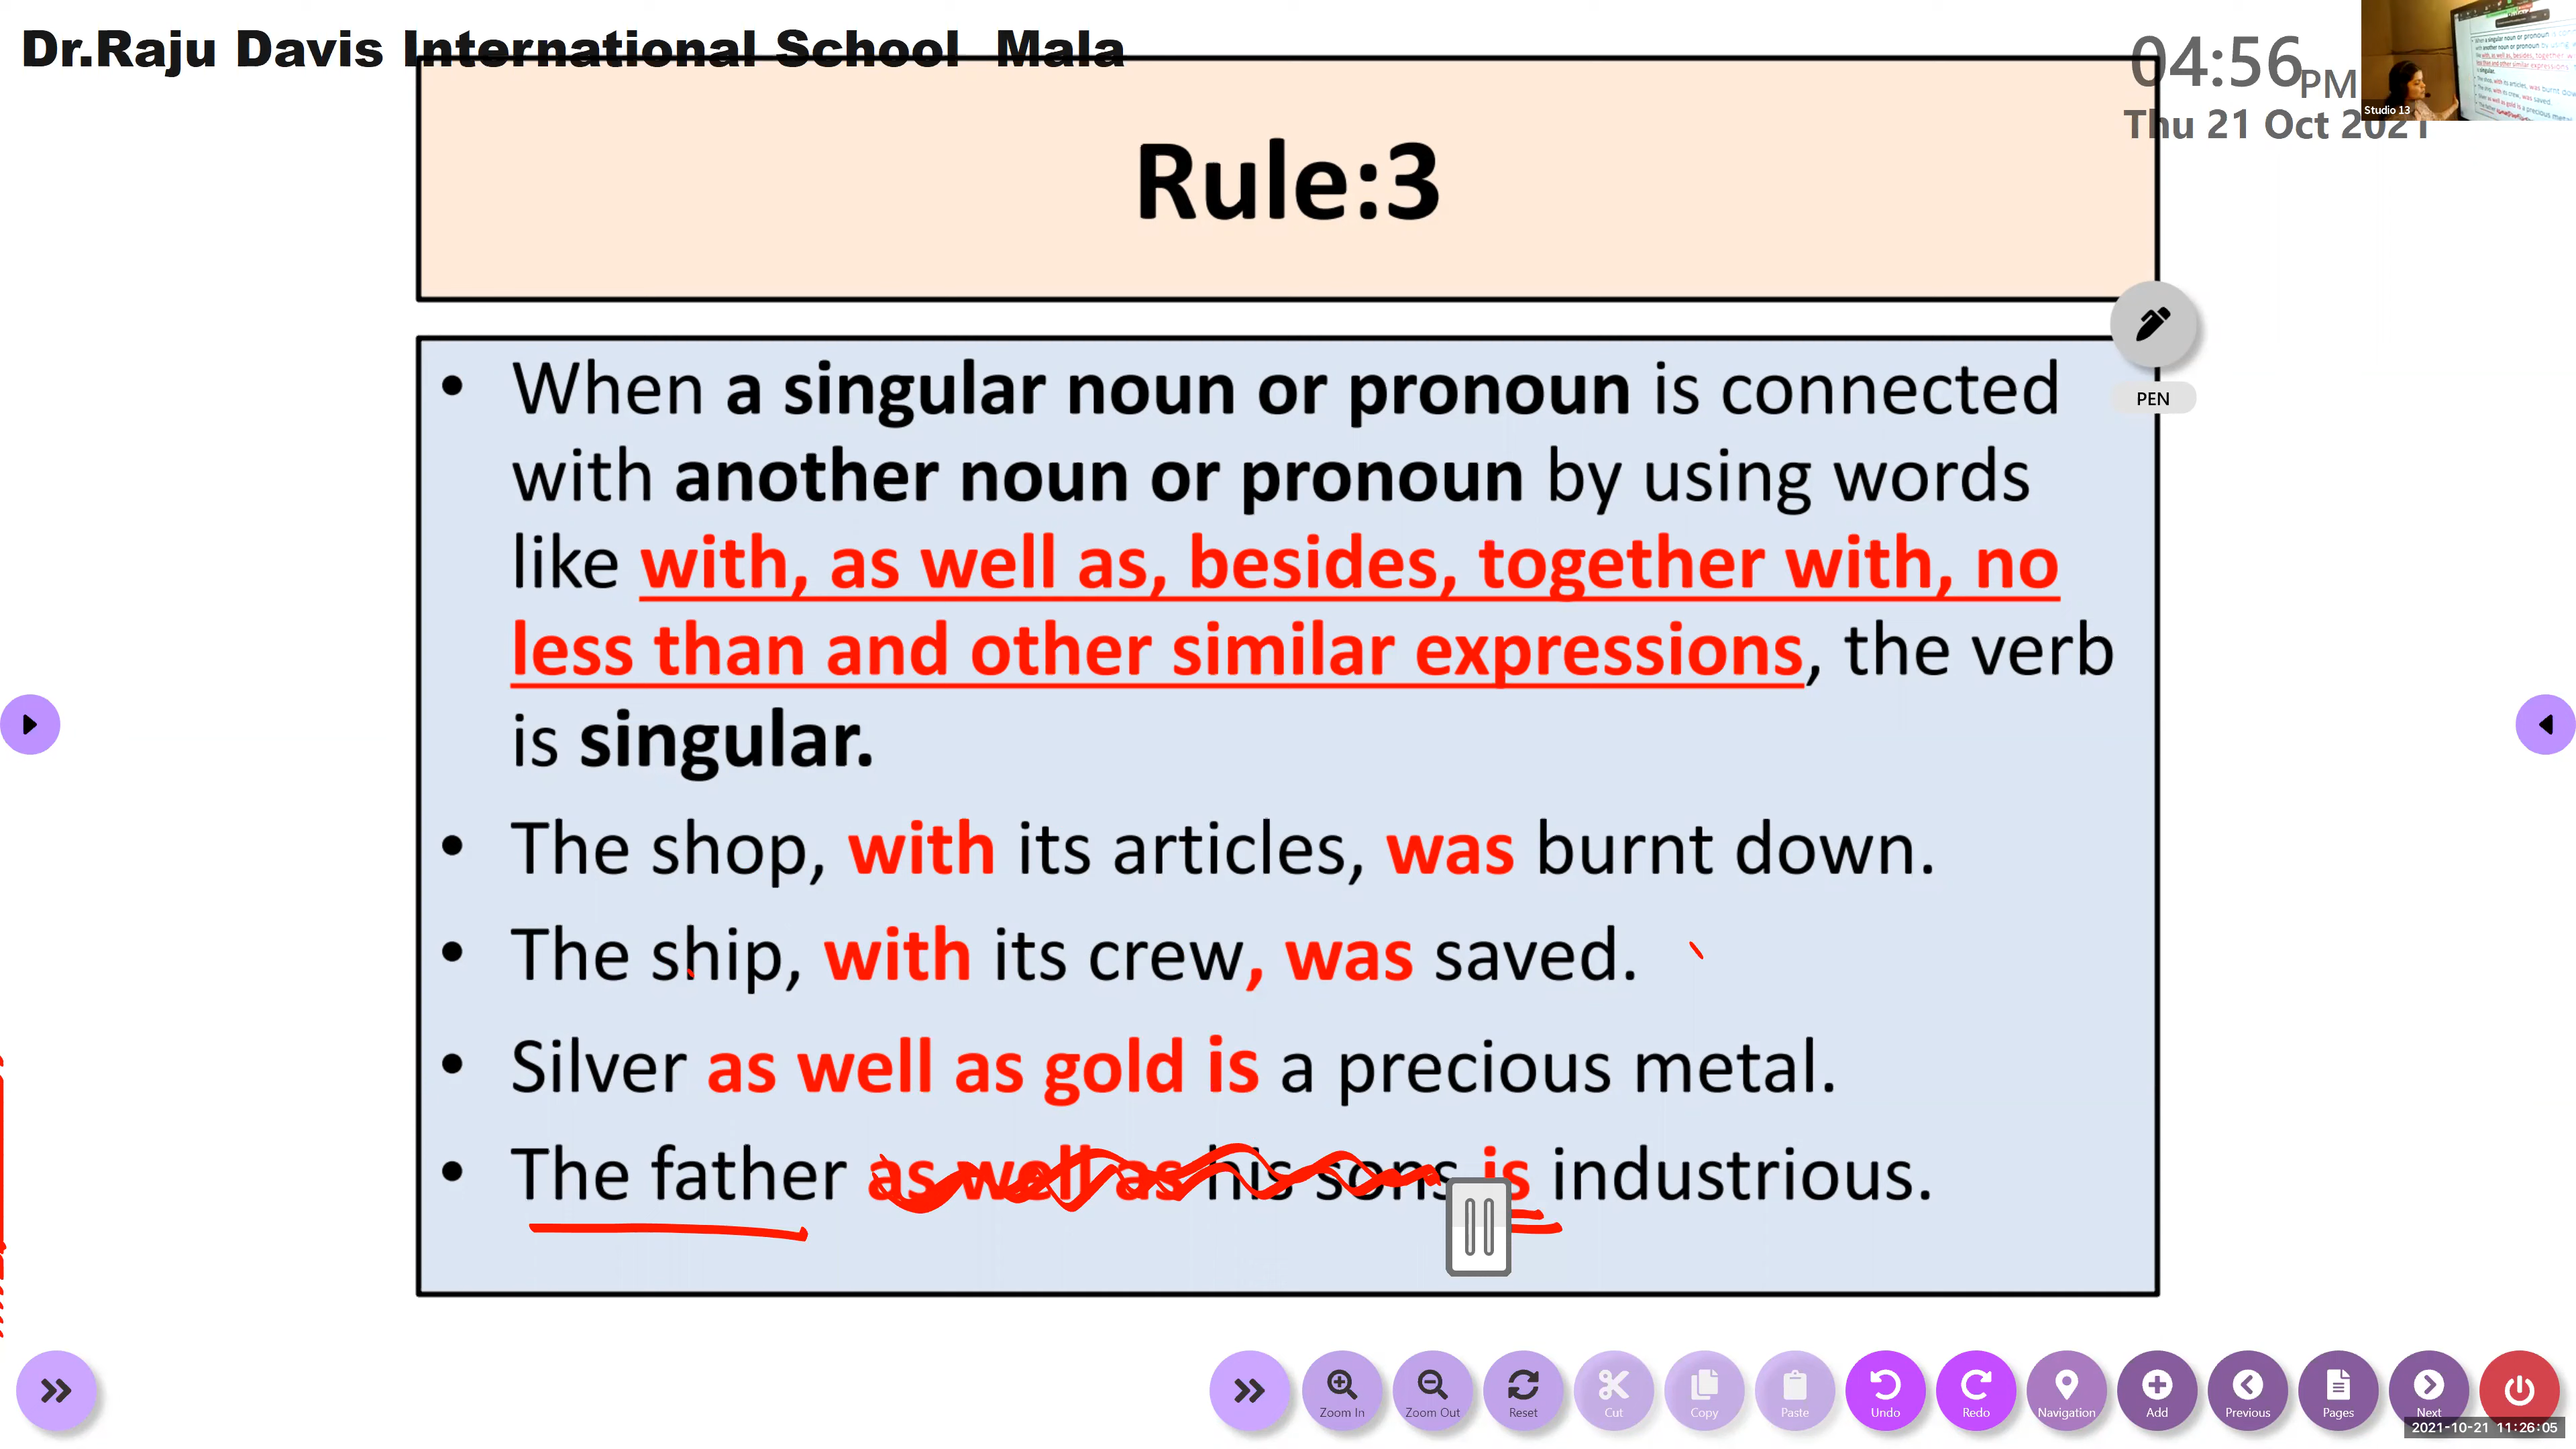 Dr.Raju Davis International School Mala
04:56 PM
Thu 21 Oct 2021
Studio 13
Rule:3
PEN
• When a singular noun or pronoun is connected
with another noun or pronoun by using words
like with, as well as, besides, together with, no
less than and other similar expressions, the verb
is singular.
• The shop, with its articles, was burnt down.
• The ship, with its crew, was saved.
• Silver as well as gold is a precious metal.
• The father as well as his sons is industrious.
Zoom In
Zoom Out
Reset
Cut
Copy
Paste
Undo
Redo
Navigation
Add
Previous
Pages
Next
2021-10-21 11:26:05